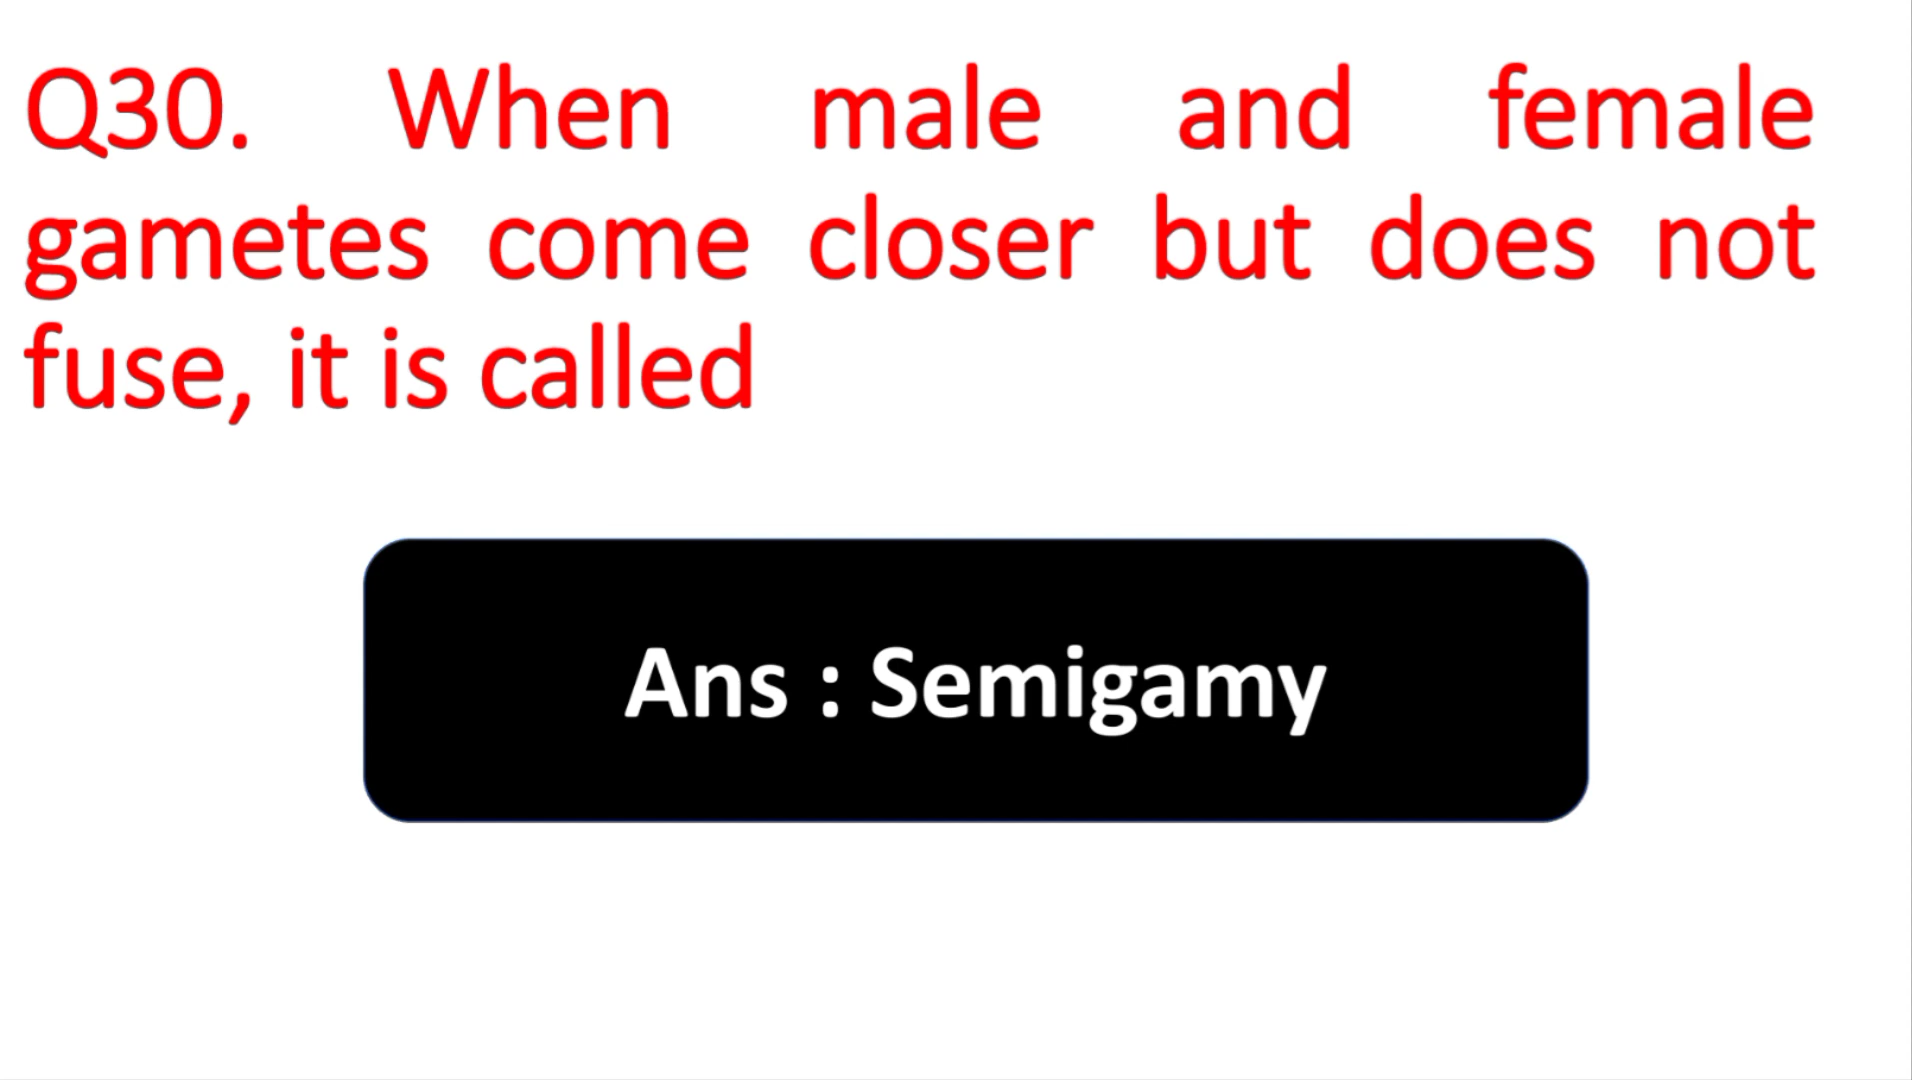 Q30. When male and female
gametes come closer but does not
fuse, it is called
Ans : Semigamy